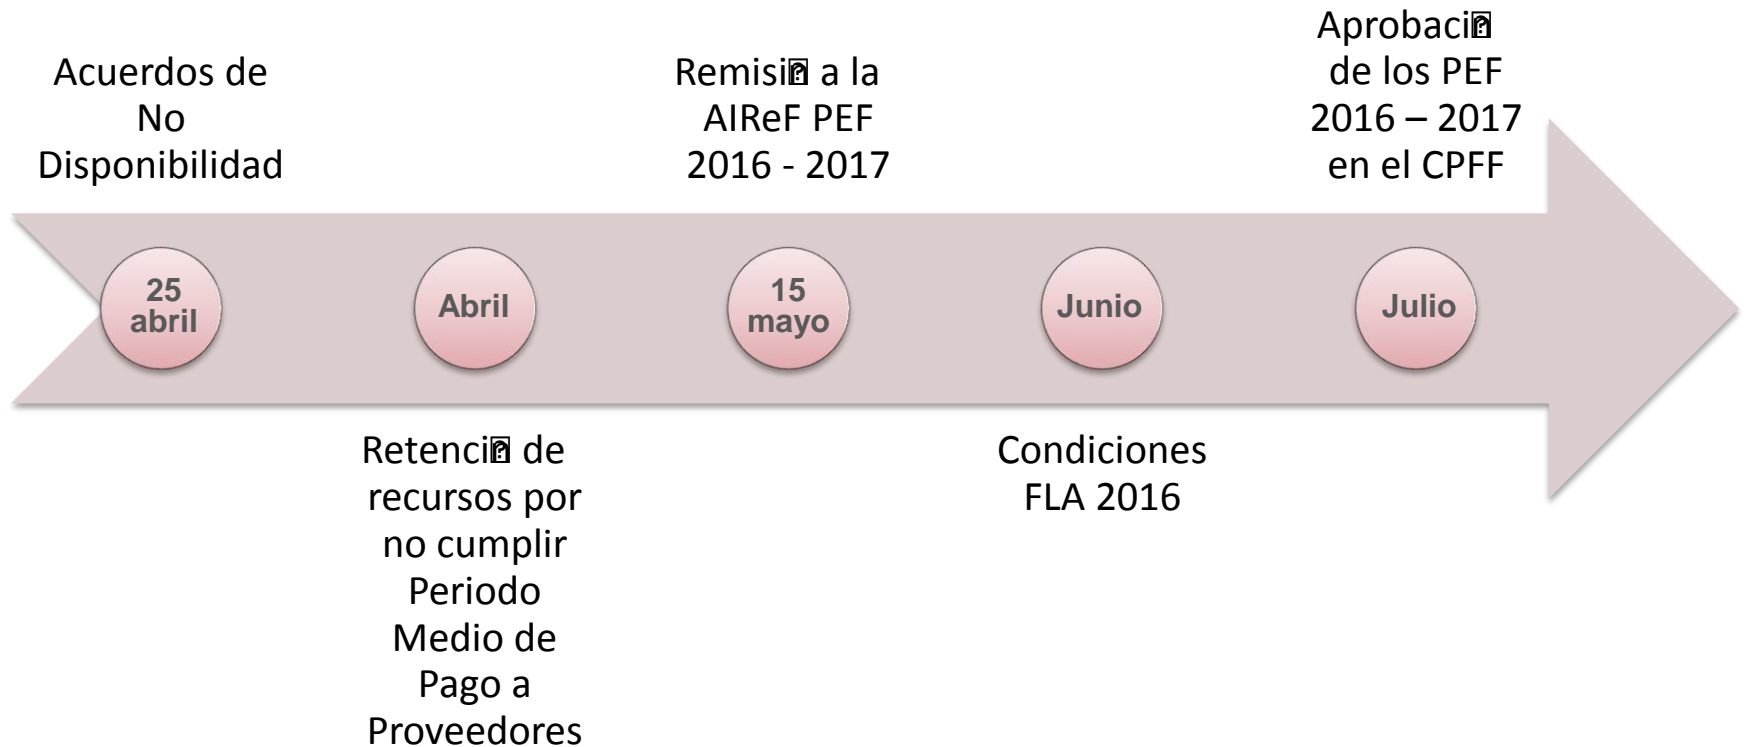 Acuerdos de
No
Disponibilidad
25
abril
Retenci� de
recursos por
no cumplir
Periodo
Medio de
Pago a
Proveedores
Abril
Remisi� a la
AIReF PEF
2016 - 2017
15
mayo
Condiciones
FLA 2016
Junio
Aprobaci�
de los PEF
2016 – 2017
en el CPFF
Julio